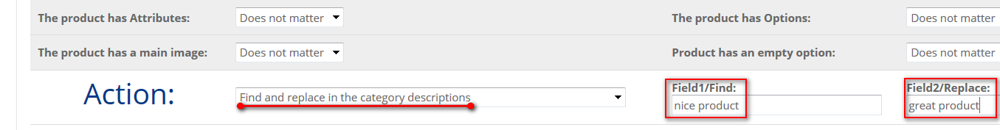 The product has Attributes: Does not matter The product has Options: Does not matter
The product has a main image: Does not matter Product has an empty option: Does not matter
Action: Find and replace in the category descriptions
Field1/Find: Field2/Replace:
nice product great product